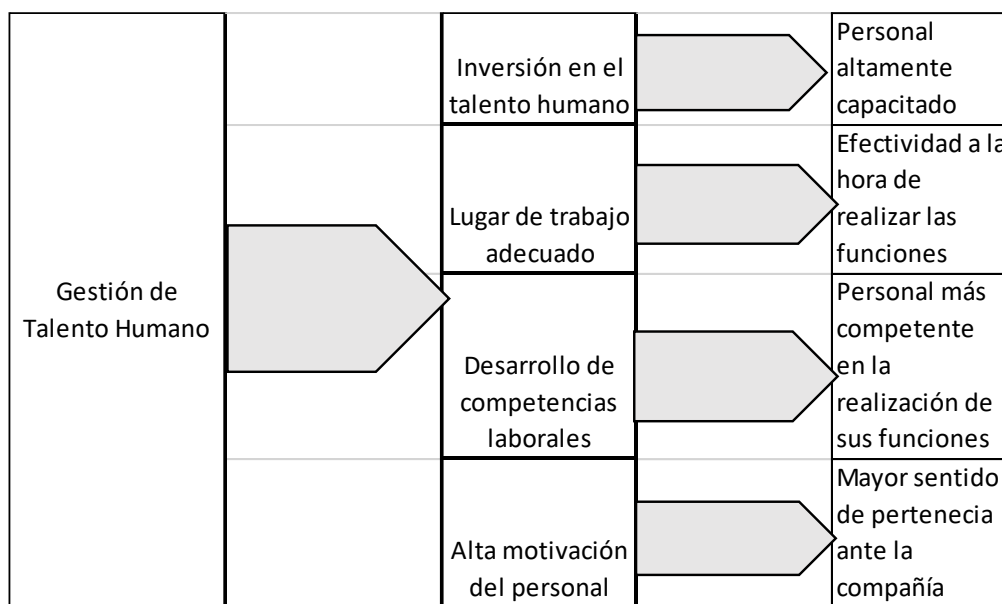 Gestión de
Talento Humano
Inversión en el
talento humano
Personal
altamente
capacitado
Lugar de trabajo
adecuado
Efectividad a la
hora de
realizar las
funciones
Desarrollo de
competencias
laborales
Personal más
competente
en la
realización de
sus funciones
Alta motivación
del personal
Mayor sentido
de pertenecia
ante la
compañía